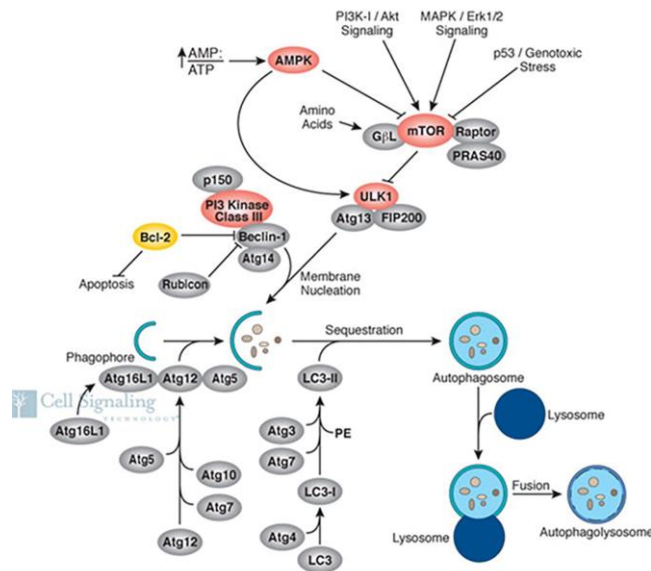 PI3K-I / Akt
Signaling
MAPK / Erk1/2
Signaling
p53 / Genotoxic
Stress
AMP:
ATP
AMPK
Amino
Acids
GβL
mTOR
Raptor
PRAS40
p150
PI3 Kinase
Class III
ULK1
Atg13
FIP200
Bcl-2
Beclin-1
Atg14
Apoptosis
Rubicon
Membrane
Nucleation
Phagophore
Sequestration
Atg16L1
Atg12
Atg5
LC3-II
Autophagosome
Cell Signaling
TECHNOLOGY®
Atg16L1
Atg3
PE
Lysosome
Atg5
Atg10
Atg7
Atg7
LC3-I
Fusion
Atg12
Atg4
LC3
Lysosome
Autophagolysosome